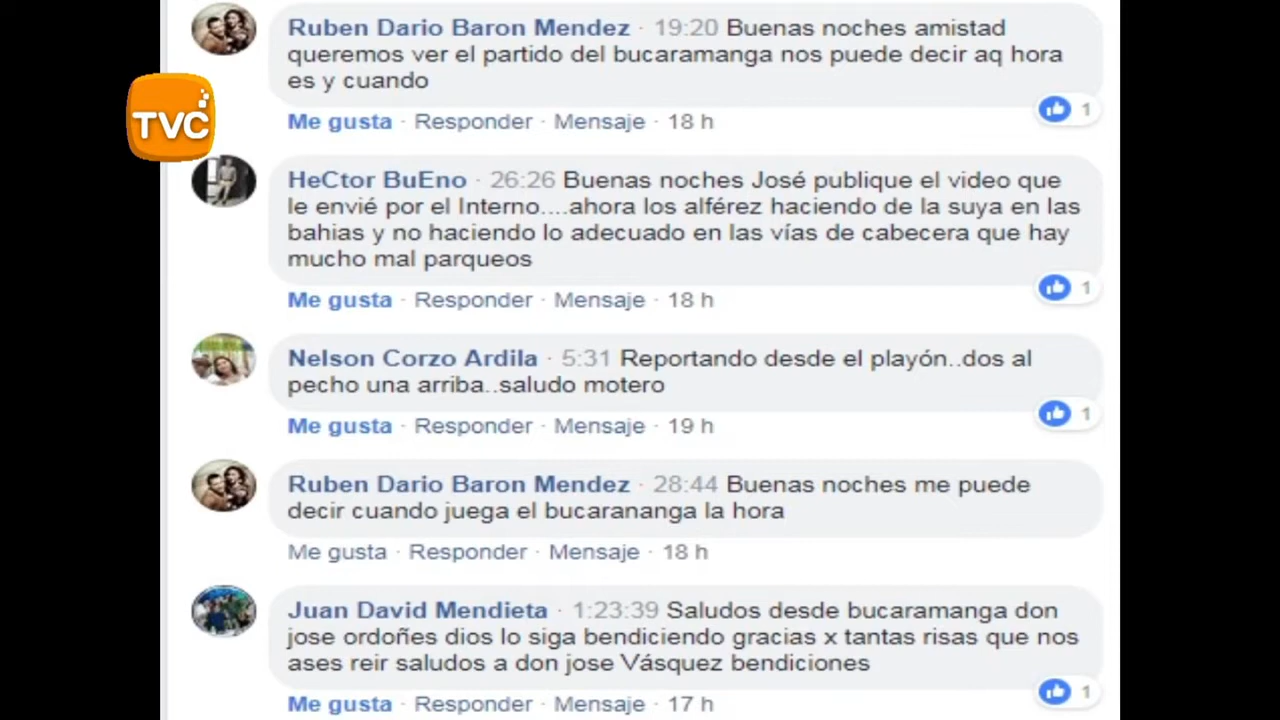 Ruben Dario Baron Mendez · 19:20 Buenas noches amistad
queremos ver el partido del bucaramanga nos puede decir aq hora
es y cuando
1
Me gusta · Responder · Mensaje · 18 h
TVC
HeCtor BuEno · 26:26 Buenas noches José publique el video que
le envié por el Interno....ahora los alférez haciendo de la suya en las
bahias y no haciendo lo adecuado en las vías de cabecera que hay
mucho mal parqueos
1
Me gusta · Responder · Mensaje · 18 h
Nelson Corzo Ardila · 5:31 Reportando desde el playón..dos al
pecho una arriba..saludo motero
1
Me gusta · Responder · Mensaje · 19 h
Ruben Dario Baron Mendez · 28:44 Buenas noches me puede
decir cuando juega el bucarananga la hora
Me gusta · Responder · Mensaje · 18 h
Juan David Mendieta · 1:23:39 Saludos desde bucaramanga don
jose ordoñes dios lo siga bendiciendo gracias x tantas risas que nos
ases reir saludos a don jose Vásquez bendiciones
1
Me gusta · Responder · Mensaje · 17 h